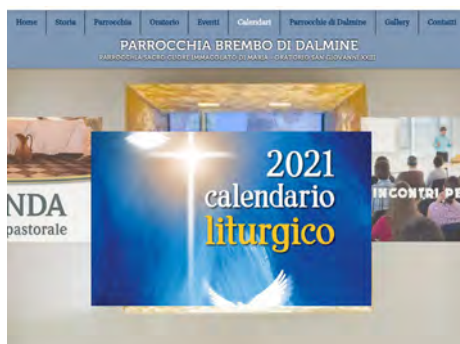 Home Storia Parrocchia Oratorio Eventi Calendari Parrocchie di Dalmine Gallery Contatti
PARROCCHIA BREMBO DI DALMINE
PARROCCHIA SACRO CUORE IMMACOLATO DI MARIA - ORATORIO SAN GIOVANNI XXIII
2021
calendario
liturgico
NDA
pastorale
INCONTRI PE